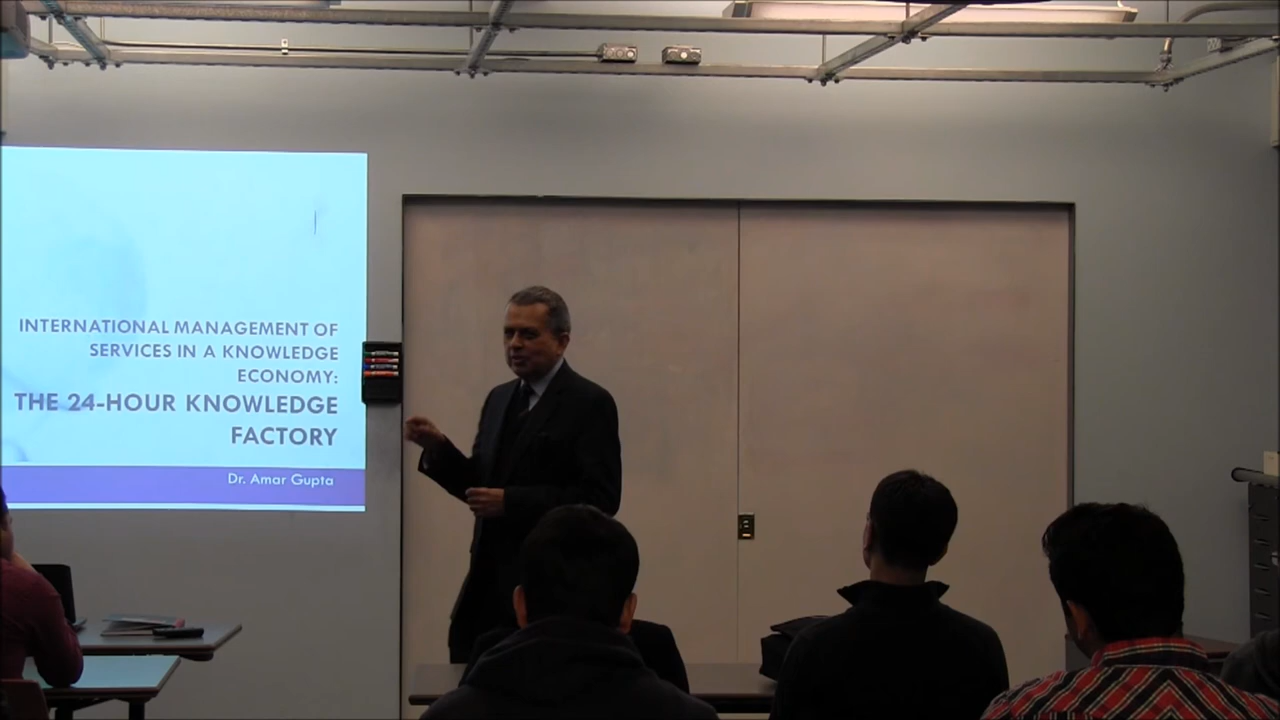 INTERNATIONAL MANAGEMENT OF
SERVICES IN A KNOWLEDGE
ECONOMY:
THE 24-HOUR KNOWLEDGE
FACTORY
Dr. Amar Gupta